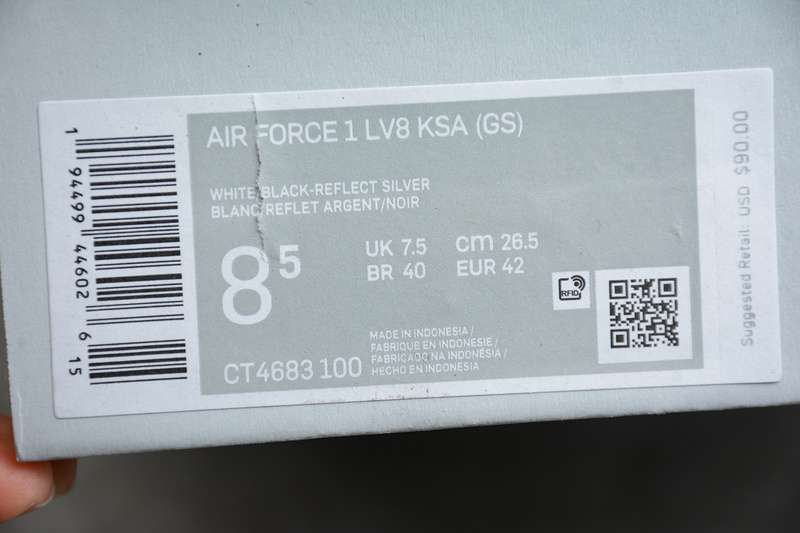 AIR FORCE 1 LV8 KSA (GS)
WHITE/BLACK-REFLECT SILVER
BLANC/REFLET ARGENT/NOIR
8 5
UK 7.5 cm 26.5
BR 40 EUR 42
RFID
MADE IN INDONESIA /
FABRIQUE EN INDONESIE /
FABRICADO NA INDONÉSIA /
HECHO EN INDONESIA
CT4683 100
1 94499 44602 6 15
Suggested Retail: USD $90.00